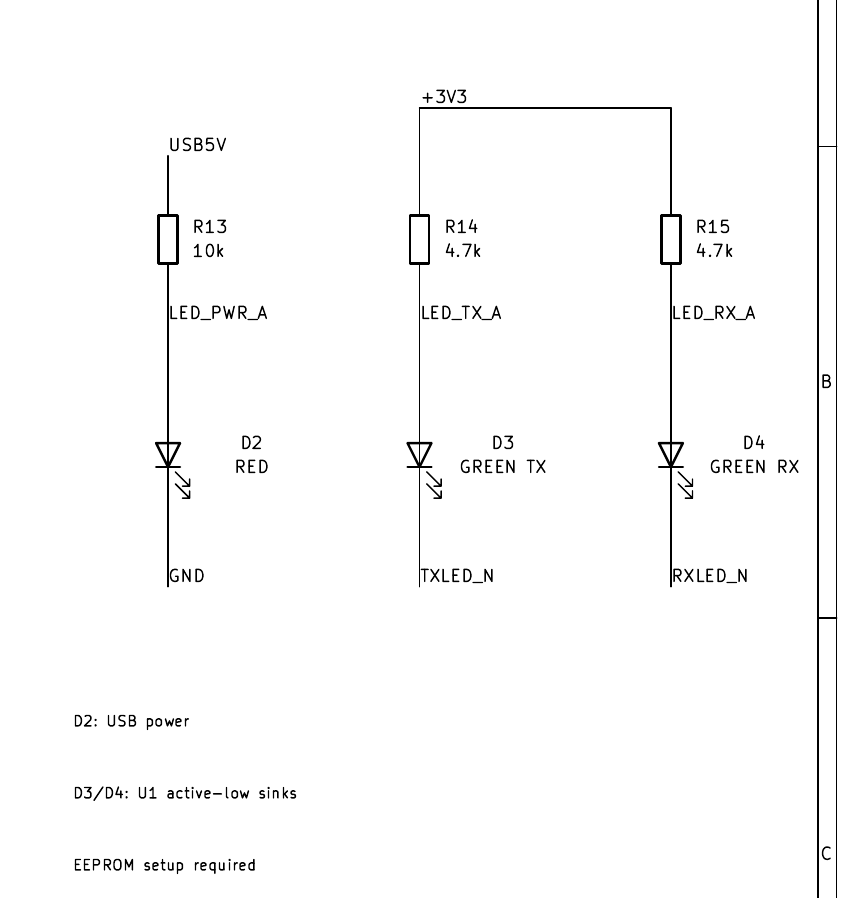 +3V3
USB5V
R13
10k
R14
4.7k
R15
4.7k
LED_PWR_A
LED_TX_A
LED_RX_A
B
D2
RED
D3
GREEN TX
D4
GREEN RX
GND
TXLED_N
RXLED_N
D2: USB power
D3/D4: U1 active-low sinks
C
EEPROM setup required